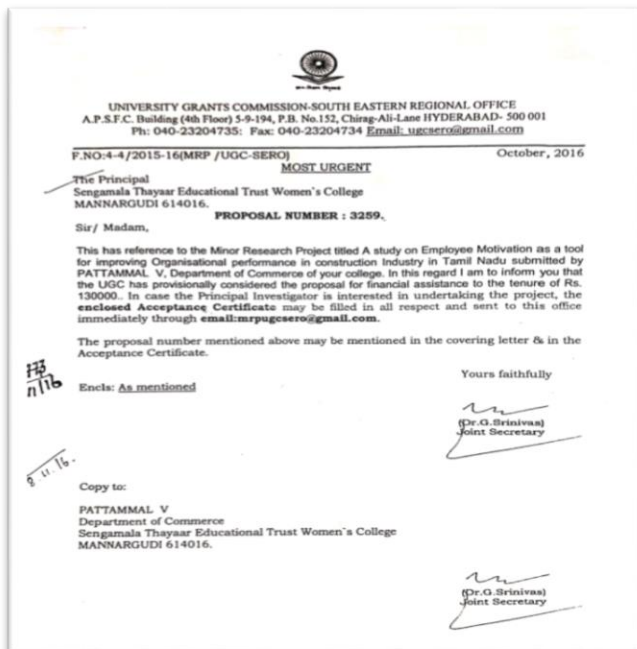 UNIVERSITY GRANTS COMMISSION-SOUTH EASTERN REGIONAL OFFICE
A.P.S.F.C. Building (4th Floor) 5-9-194, P.B. No.152, Chirag-Ali-Lane HYDERABAD- 500 001
Ph: 040-23204735: Fax: 040-23204734 Email: ugcsero@gmail.com
F.NO:4-4/2015-16(MRP /UGC-SERO) October, 2016
MOST URGENT
The Principal
Sengamala Thayaar Educational Trust Women's College
MANNARGUDI 614016.
PROPOSAL NUMBER : 3259.
Sir/ Madam,
This has reference to the Minor Research Project titled A study on Employee Motivation as a tool
for improving Organisational performance in construction Industry in Tamil Nadu submitted by
PATTAMMAL V, Department of Commerce of your college. In this regard I am to inform you that
the UGC has provisionally considered the proposal for financial assistance to the tenure of Rs.
130000.. In case the Principal Investigator is interested in undertaking the project, the
enclosed Acceptance Certificate may be filled in all respect and sent to this office
immediately through email:mrpugcsero@gmail.com.
The proposal number mentioned above may be mentioned in the covering letter & in the
Acceptance Certificate.
Yours faithfully
Encls: As mentioned
(Dr.G.Srinivas)
Joint Secretary
8.11.16.
Copy to:
PATTAMMAL V
Department of Commerce
Sengamala Thayaar Educational Trust Women`s College
MANNARGUDI 614016.
(Dr.G.Srinivas)
Joint Secretary